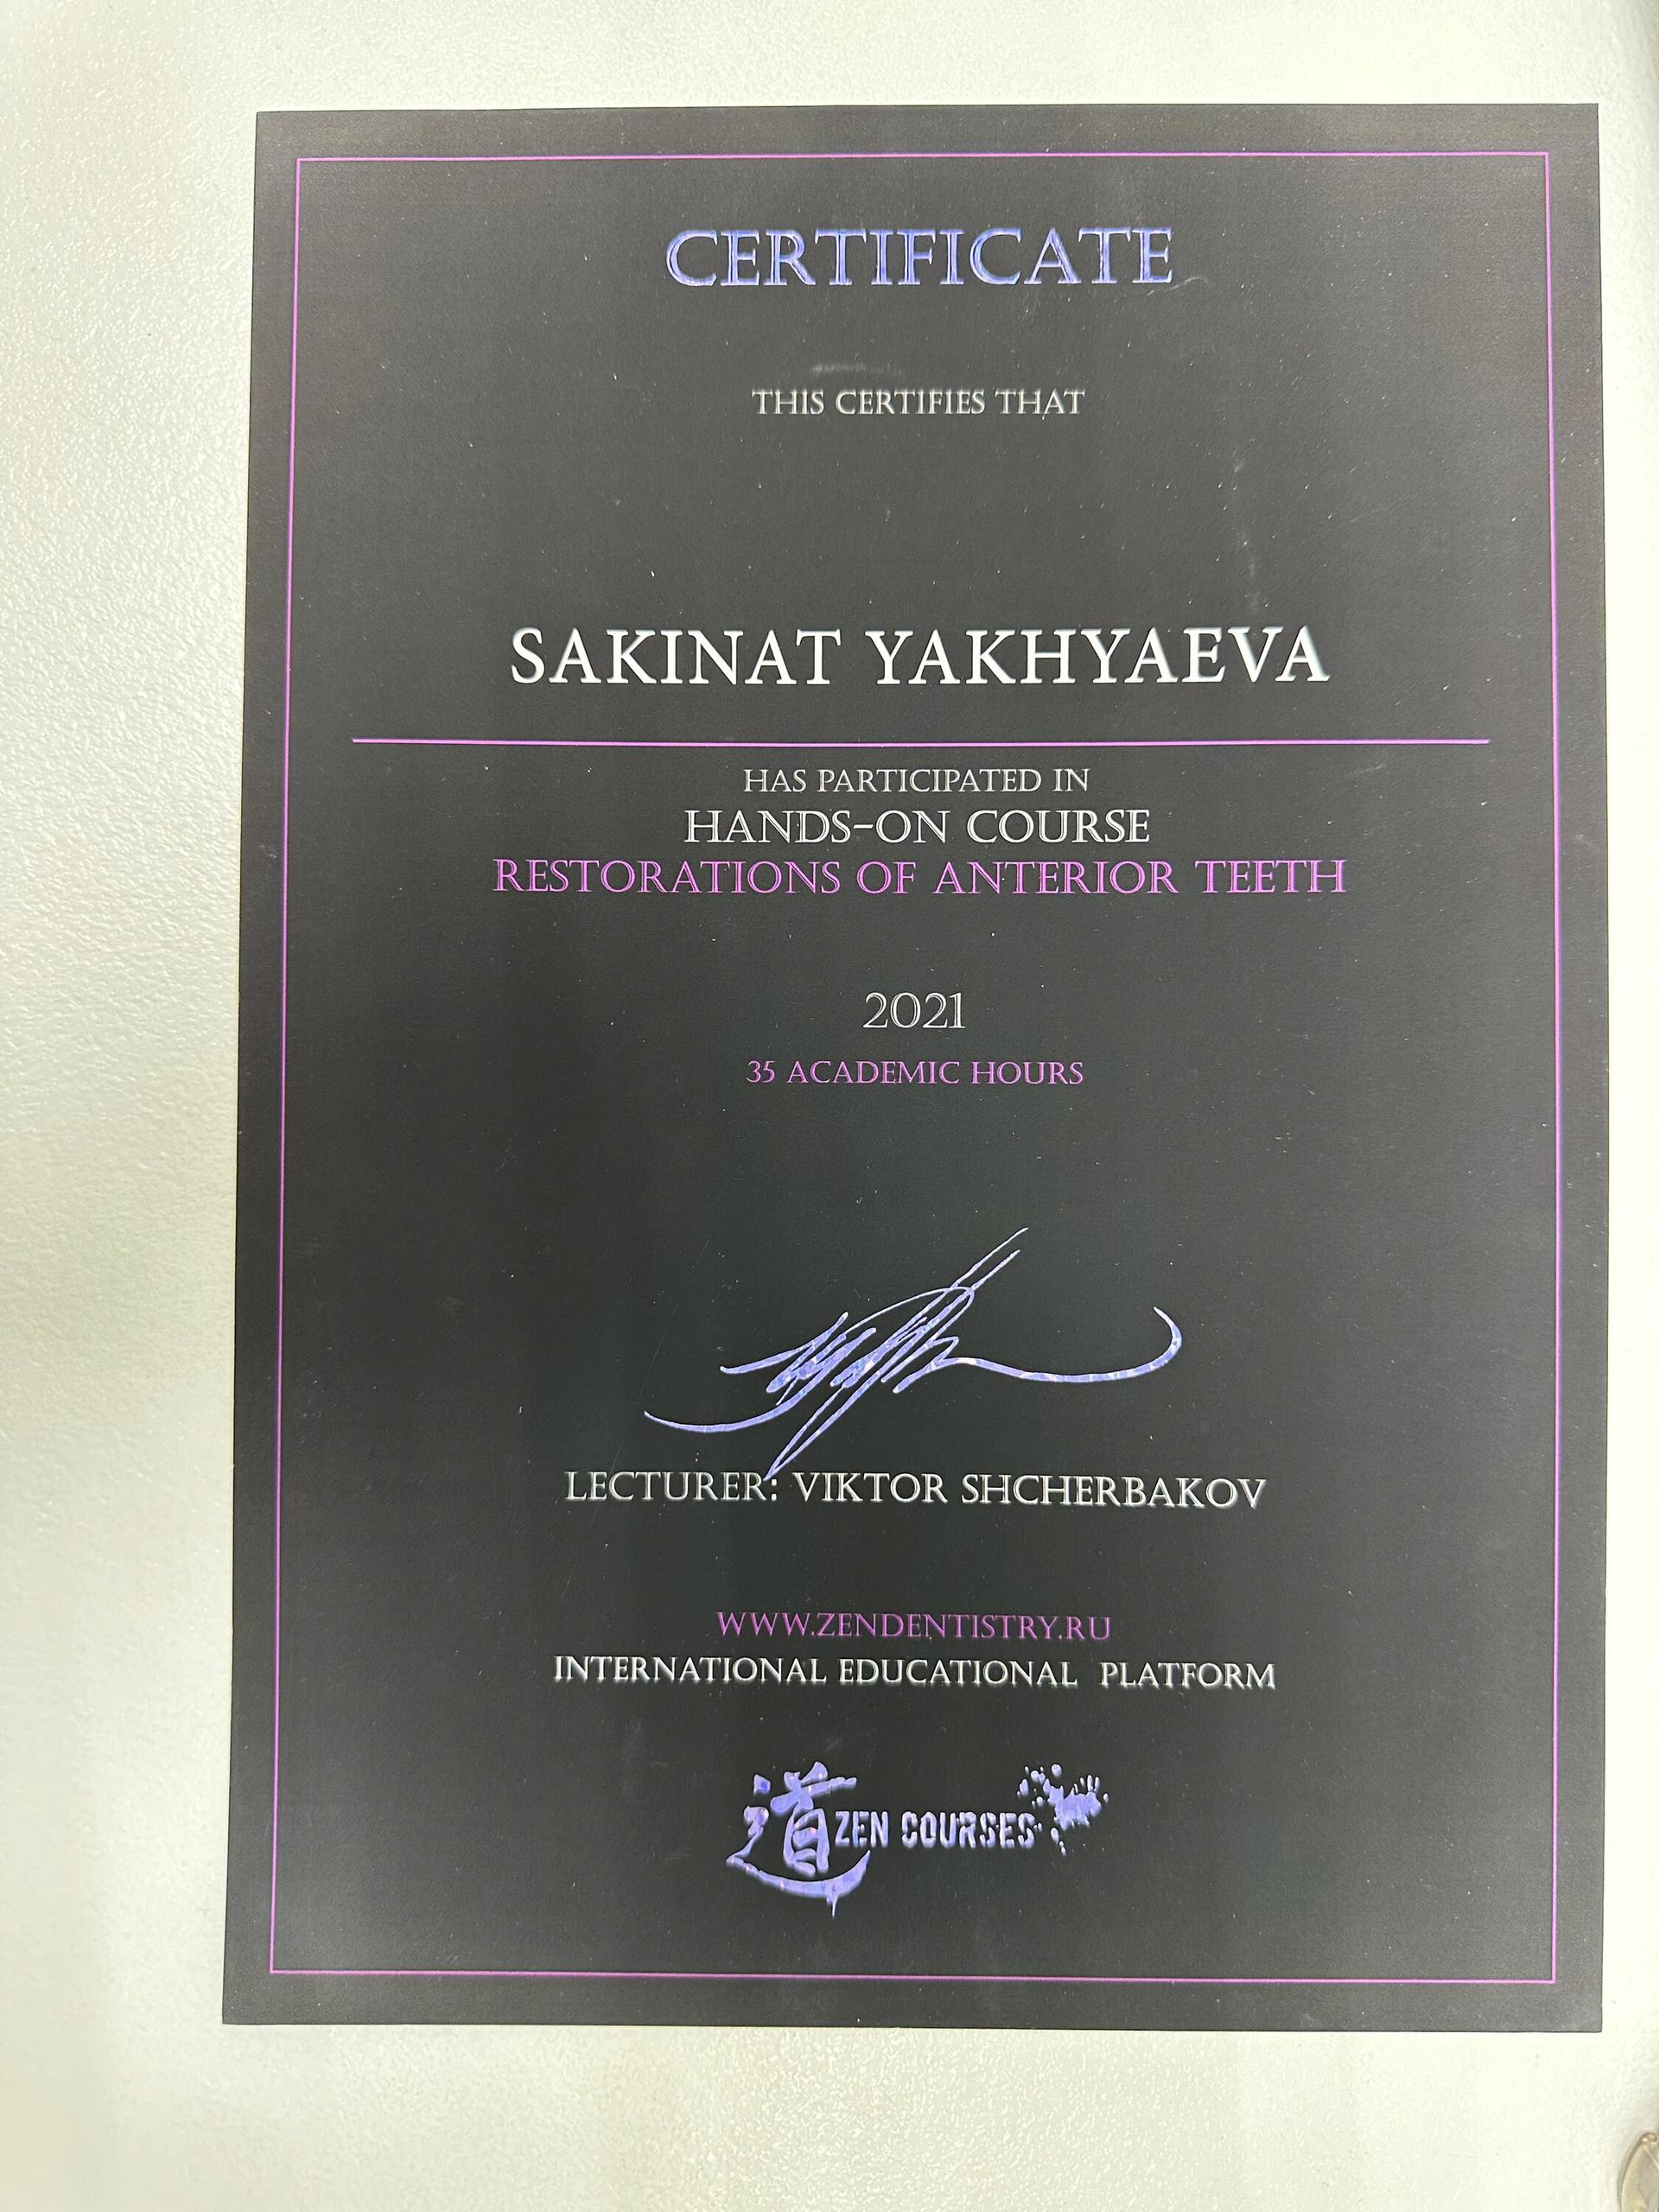 CERTIFICATE
THIS CERTIFIES THAT
SAKINAT YAKHYAEVA
HAS PARTICIPATED IN
HANDS-ON COURSE
RESTORATIONS OF ANTERIOR TEETH
2021
35 ACADEMIC HOURS
LECTURER: VIKTOR SHCHERBAKOV
WWW.ZENDENTISTRY.RU
INTERNATIONAL EDUCATIONAL PLATFORM
道 ZEN COURSES